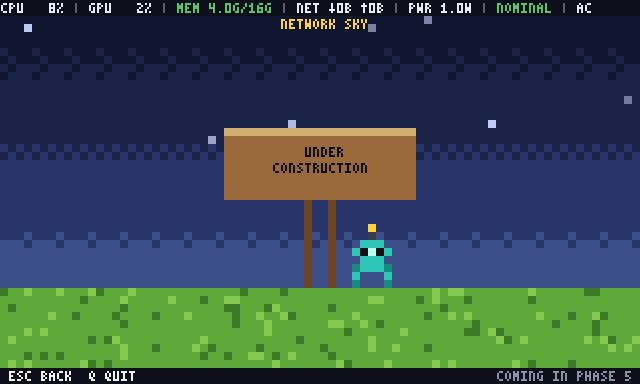 CPU 8% | GPU 2% | MEM 4.0G/16G | NET ↓0B ↑0B | PWR 1.0W | NOMINAL | AC
NETWORK SKY
UNDER
CONSTRUCTION
ESC BACK Q QUIT
COMING IN PHASE 5